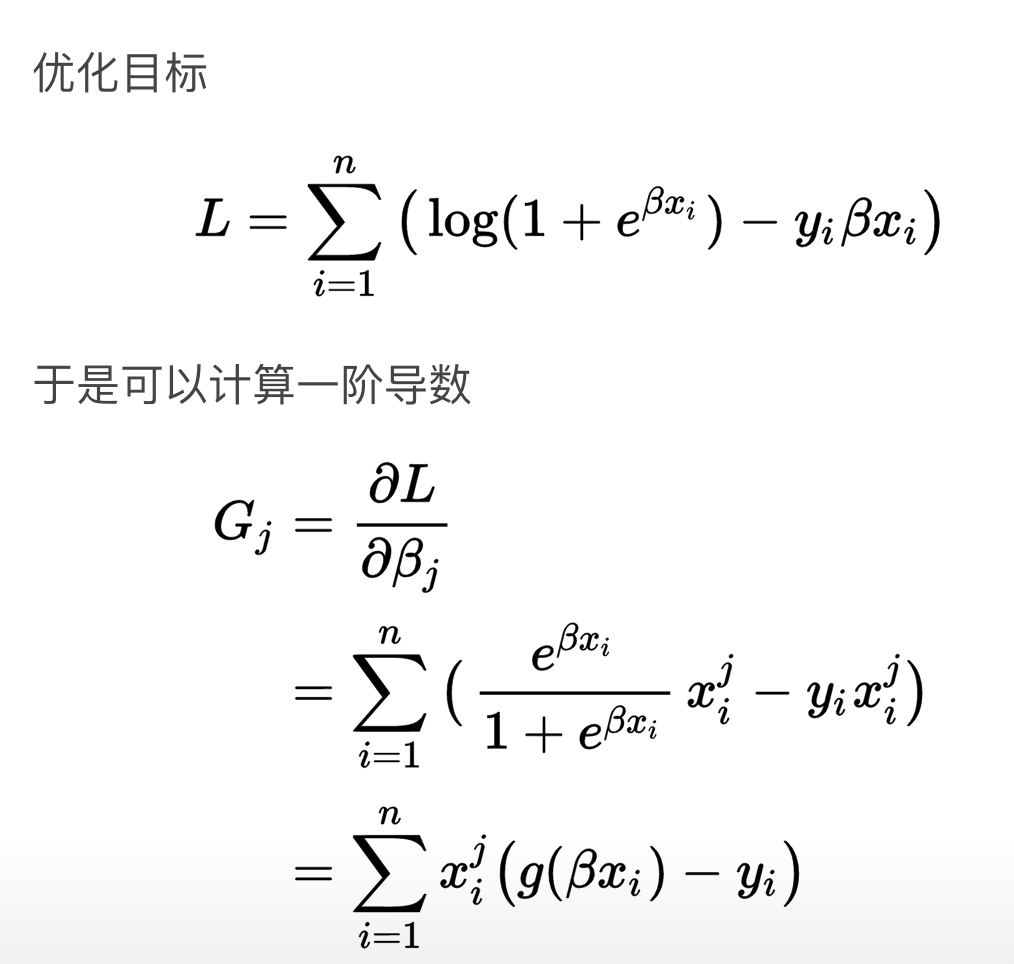 优化目标
$L = \sum_{i=1}^{n} \left( \log(1 + e^{\beta x_i}) - y_i \beta x_i \right)$
于是可以计算一阶导数
$G_j = \frac{\partial L}{\partial \beta_j}$
$= \sum_{i=1}^{n} ( \frac{e^{\beta x_i}}{1 + e^{\beta x_i}} x_i^j - y_i x_i^j )$
$= \sum_{i=1}^{n} x_i^j \left( g(\beta x_i) - y_i \right)$